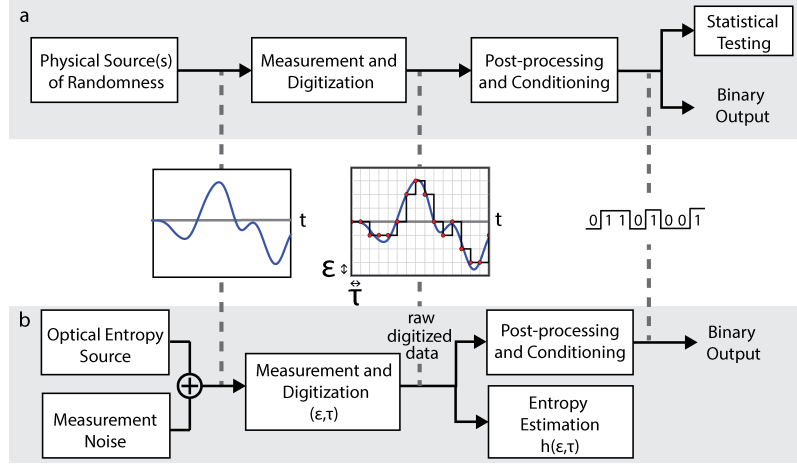 a
Physical Source(s)
of Randomness
Measurement and
Digitization
Post-processing
and Conditioning
Statistical
Testing
Binary
Output
t
ε
τ
t
0 1 1 0 1 0 0 1
b
Optical Entropy
Source
Measurement
Noise
+
Measurement and
Digitization
(ε,τ)
raw
digitized
data
Post-processing
and Conditioning
Binary
Output
Entropy
Estimation
h(ε,τ)